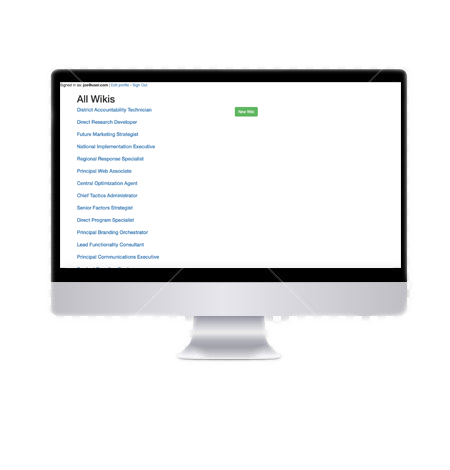 Signed in as: joe@user.com | Edit profile - Sign Out
All Wikis
District Accountability Technician
New Wiki
Direct Research Developer
Future Marketing Strategist
National Implementation Executive
Regional Response Specialist
Principal Web Associate
Central Optimization Agent
Chief Tactics Administrator
Senior Factors Strategist
Direct Program Specialist
Principal Branding Orchestrator
Lead Functionality Consultant
Principal Communications Executive